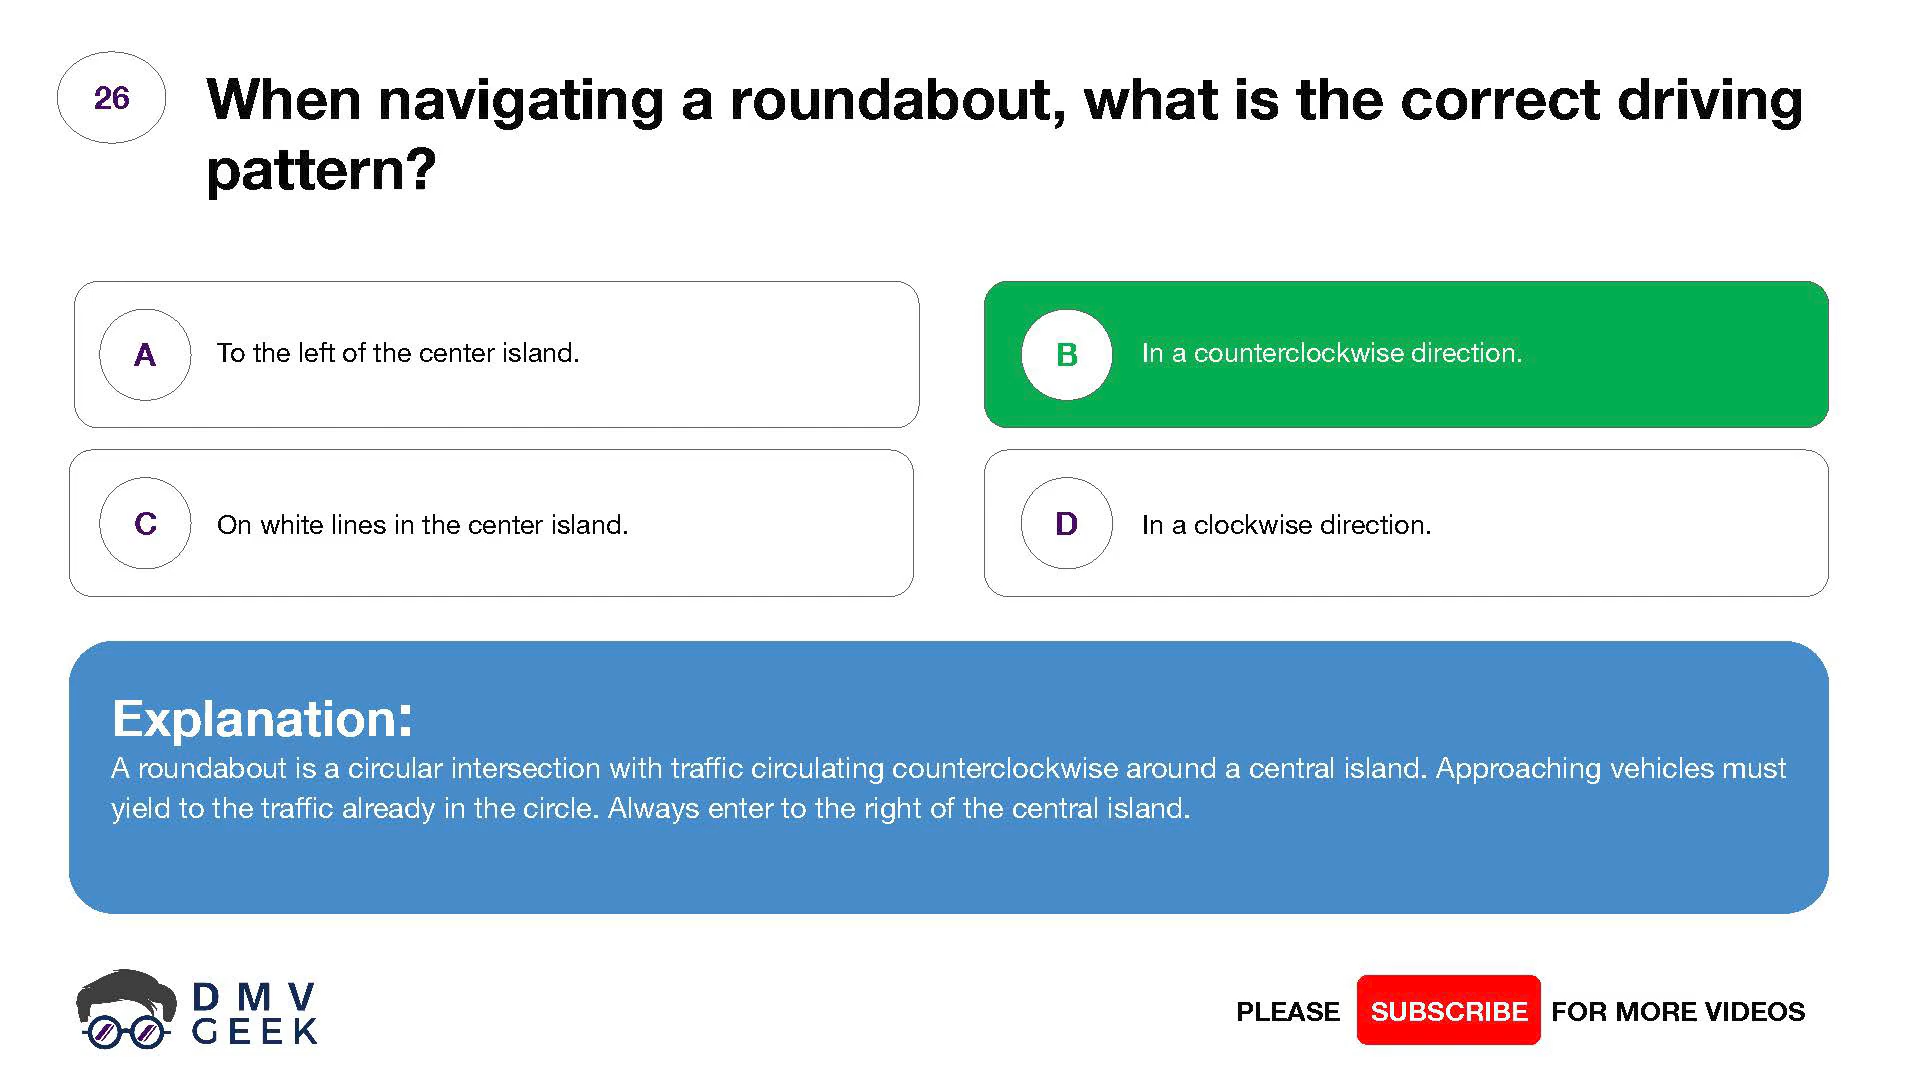 26
When navigating a roundabout, what is the correct driving
pattern?
A
To the left of the center island.
B
In a counterclockwise direction.
C
On white lines in the center island.
D
In a clockwise direction.
Explanation:
A roundabout is a circular intersection with traffic circulating counterclockwise around a central island. Approaching vehicles must
yield to the traffic already in the circle. Always enter to the right of the central island.
DMV
GEEK
PLEASE SUBSCRIBE FOR MORE VIDEOS